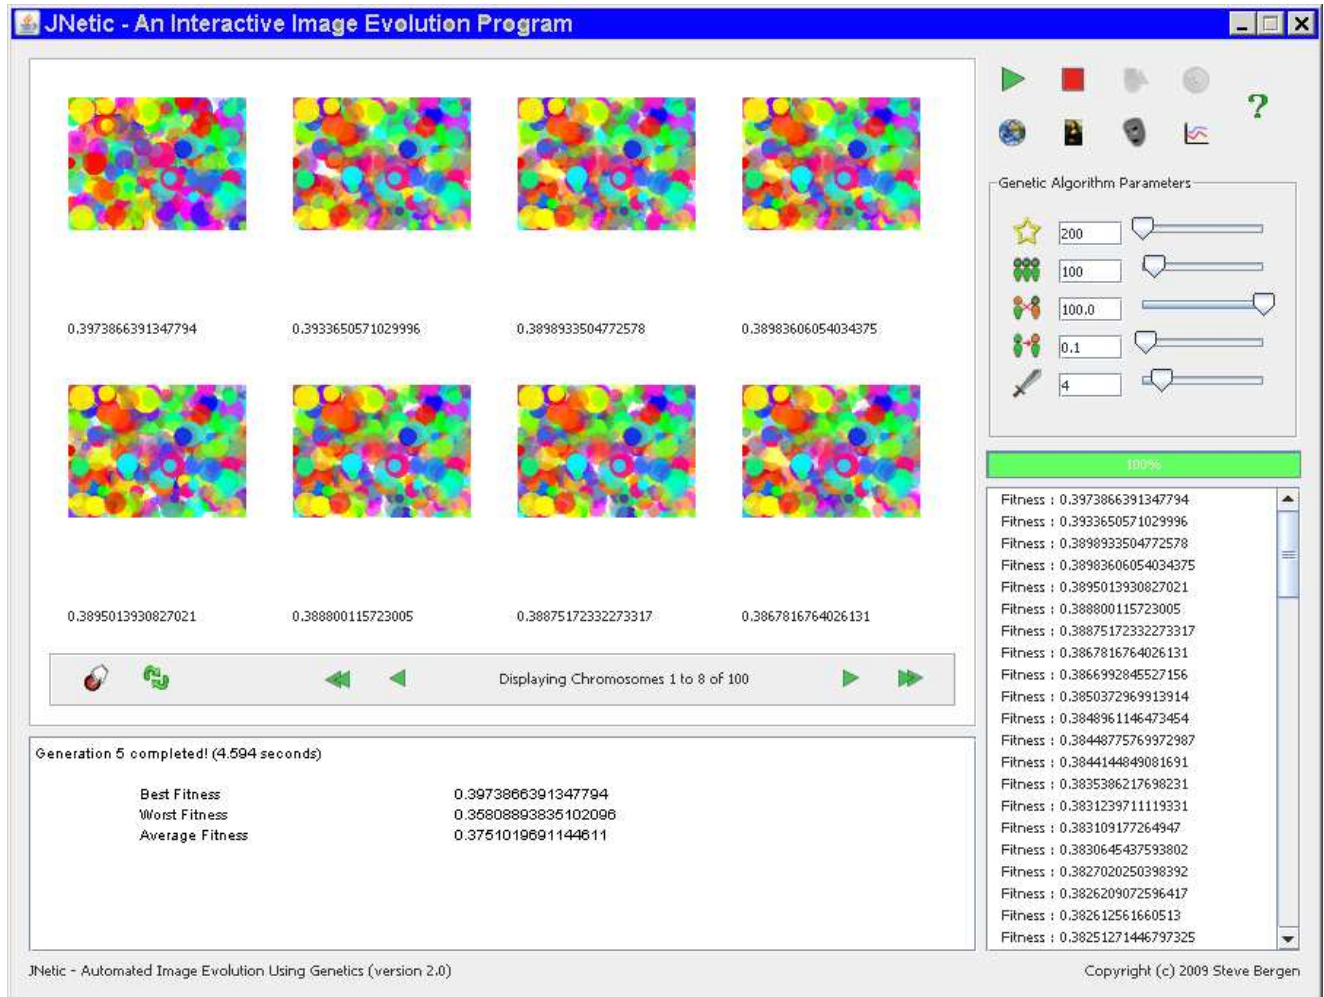 JNetic - An Interactive Image Evolution Program
0.3973866391347794 0.3933650571029996 0.3898933504772578 0.38983606054034375
0.3895013930827021 0.388800115723005 0.38875172332273317 0.3867816764026131
Displaying Chromosomes 1 to 8 of 100
Generation 5 completed! (4.594 seconds)
Best Fitness 0.3973866391347794
Worst Fitness 0.35808893835102096
Average Fitness 0.3751019691144611
?
Genetic Algorithm Parameters
200
100
100.0
0.1
4
100%
Fitness : 0.3973866391347794
Fitness : 0.3933650571029996
Fitness : 0.3898933504772578
Fitness : 0.38983606054034375
Fitness : 0.3895013930827021
Fitness : 0.388800115723005
Fitness : 0.38875172332273317
Fitness : 0.3867816764026131
Fitness : 0.3866992845527156
Fitness : 0.3850372969913914
Fitness : 0.3848961146473454
Fitness : 0.38448775769972987
Fitness : 0.3844144849081691
Fitness : 0.3835386217698231
Fitness : 0.3831239711119331
Fitness : 0.383109177264947
Fitness : 0.3830645437593802
Fitness : 0.3827020250398392
Fitness : 0.3826209072596417
Fitness : 0.382612561660513
Fitness : 0.38251271446797325
JNetic - Automated Image Evolution Using Genetics (version 2.0)
Copyright (c) 2009 Steve Bergen